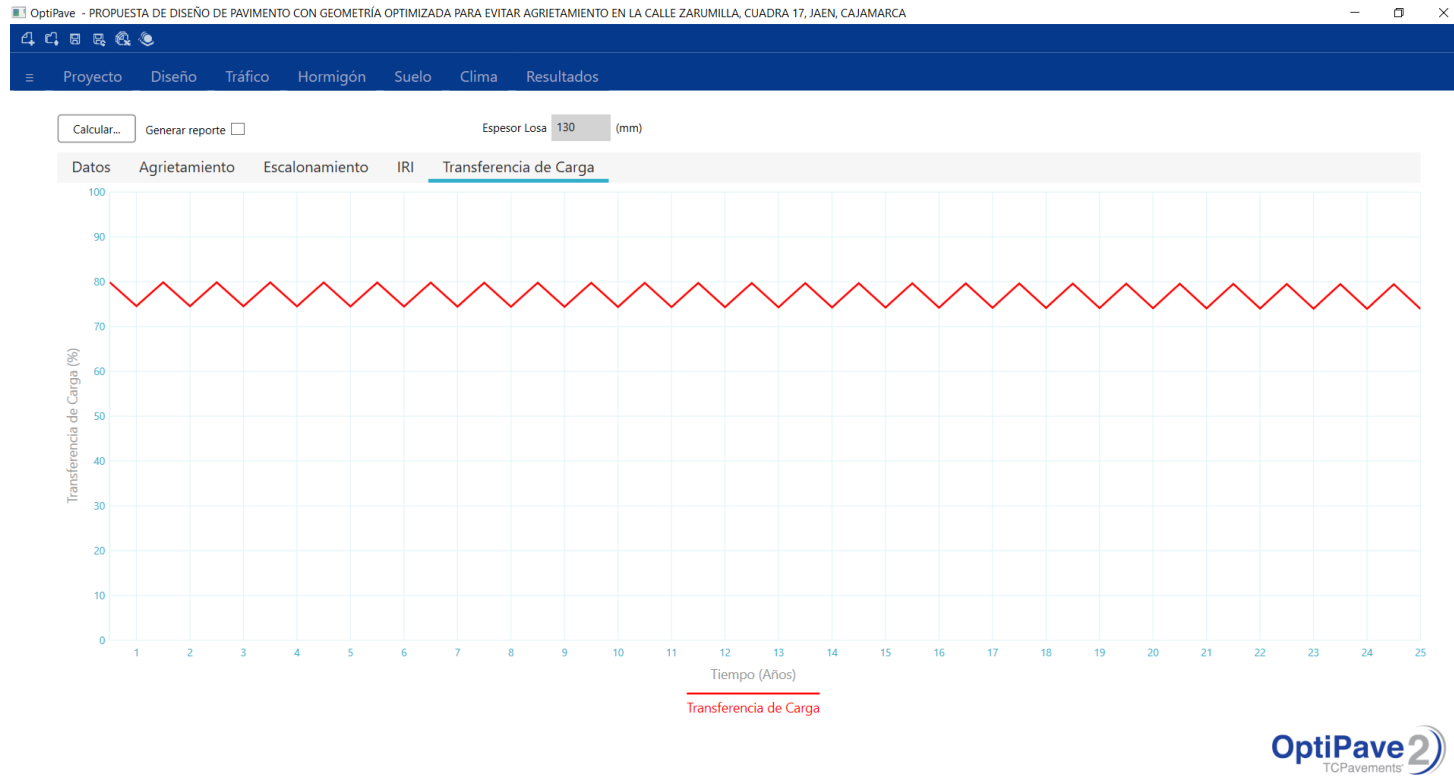 OptiPave - PROPUESTA DE DISEÑO DE PAVIMENTO CON GEOMETRÍA OPTIMIZADA PARA EVITAR AGRIETAMIENTO EN LA CALLE ZARUMILLA, CUADRA 17, JAEN, CAJAMARCA
Proyecto Diseño Tráfico Hormigón Suelo Clima Resultados
Calcular... Generar reporte Espesor Losa 130 (mm)
Datos Agrietamiento Escalonamiento IRI Transferencia de Carga
100
90
80
70
60
50
40
30
20
10
0
Transferencia de Carga (%)
1 2 3 4 5 6 7 8 9 10 11 12 13 14 15 16 17 18 19 20 21 22 23 24 25
Tiempo (Años)
Transferencia de Carga
OptiPave 2
TCPavements